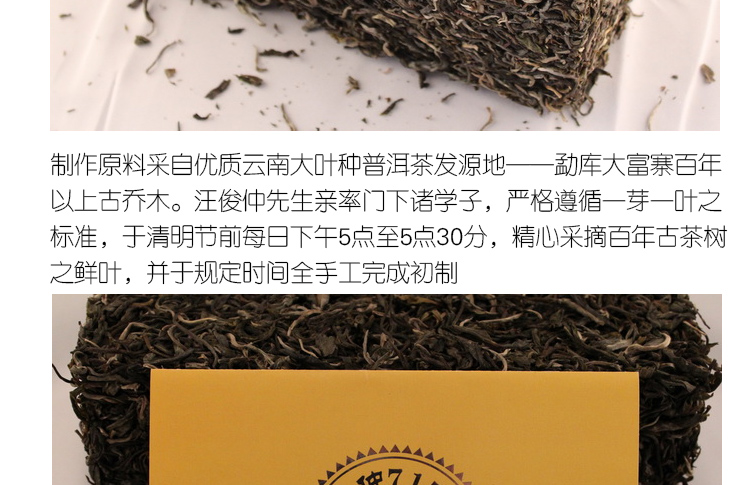 制作原料采自优质云南大叶种普洱茶发源地——勐库大富寨百年
以上古乔木。汪俊仲先生亲率门下诸学子，严格遵循一芽一叶之
标准，于清明节前每日下午5点至5点30分，精心采摘百年古茶树
之鲜叶，并于规定时间全手工完成初制